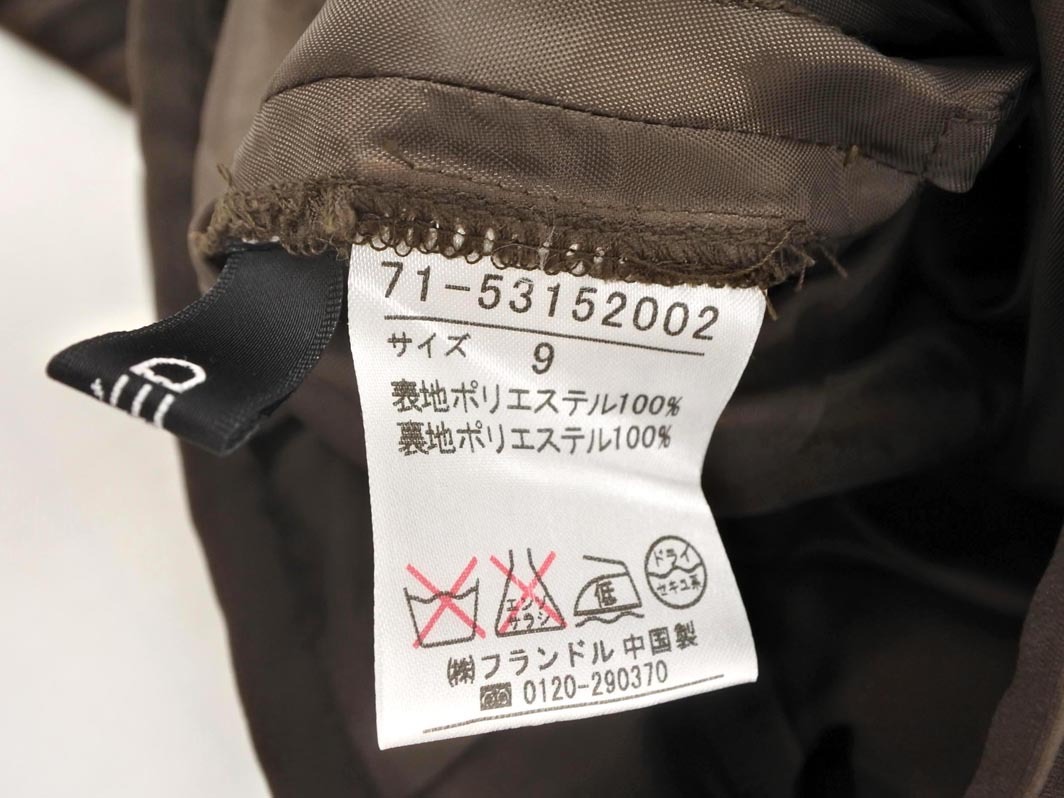 71-53152002
サイズ 9
表地ポリエステル100%
裏地ポリエステル100%
エンソ
サラシ
低
ドライ
セキユ系
㈱フランドル 中国製
0120-290370